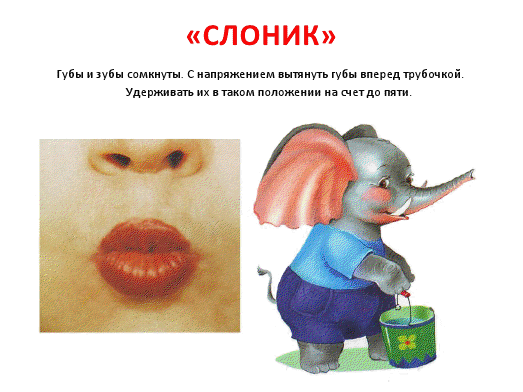 «СЛОНИК»
Губы и зубы сомкнуты. С напряжением вытянуть губы вперед трубочкой.
Удерживать их в таком положении на счет до пяти.